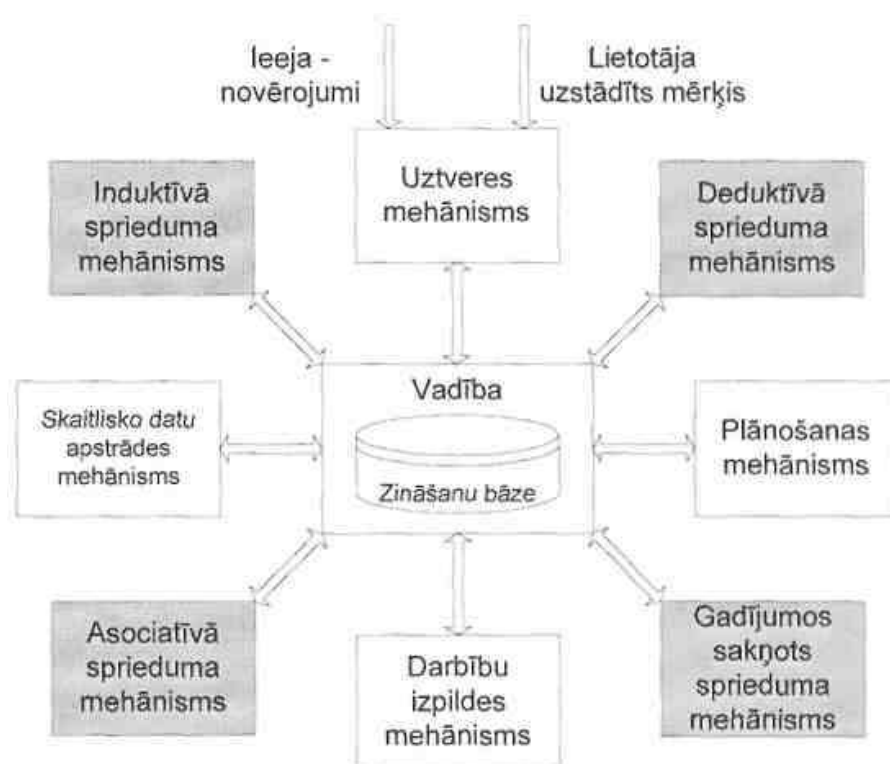 Ieeja -
novērojumi
Lietotāja
uzstādīts mērķis
Induktīvā
sprieduma
mehānisms
Uztveres
mehānisms
Deduktīvā
sprieduma
mehānisms
Skaitlisko datu
apstrādes
mehānisms
Vadība
Zināšanu bāze
Plānošanas
mehānisms
Asociatīvā
sprieduma
mehānisms
Darbību
izpildes
mehānisms
Gadījumos
sakņots
sprieduma
mehānisms